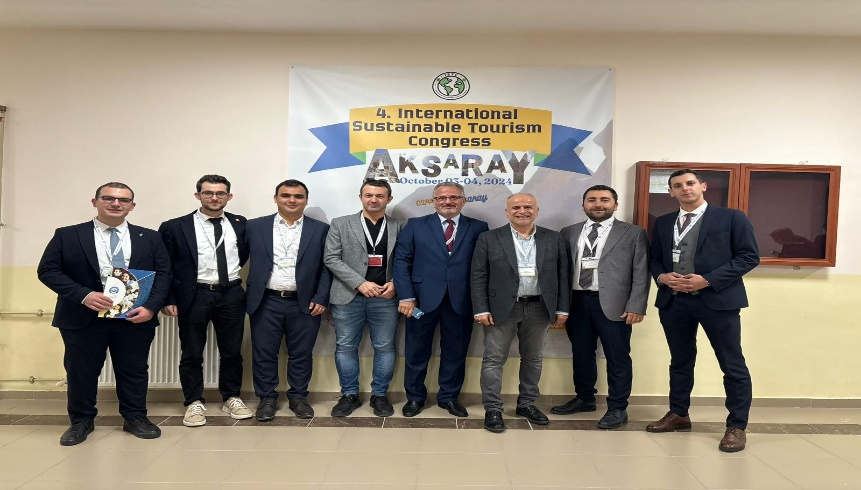 4. International
Sustainable Tourism
Congress
AKSARAY
October 03-04, 2024